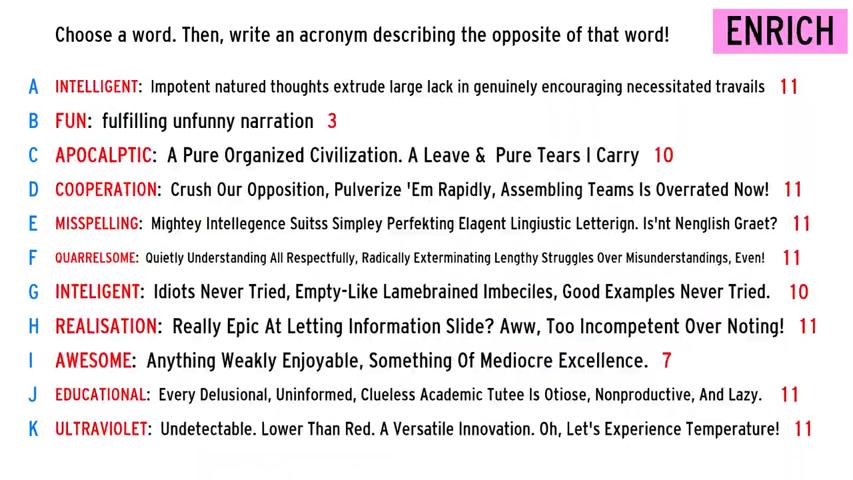 Choose a word. Then, write an acronym describing the opposite of that word!
ENRICH
A INTELLIGENT: Impotent natured thoughts extrude large lack in genuinely encouraging necessitated travails 11
B FUN: fulfilling unfunny narration 3
C APOCALPTIC: A Pure Organized Civilization. A Leave & Pure Tears I Carry 10
D COOPERATION: Crush Our Opposition, Pulverize 'Em Rapidly, Assembling Teams Is Overrated Now! 11
E MISSPELLING: Mightey Intellegence Suitss Simpley Perfekting Elagent Lingiustic Letterign. Is'nt Nenglish Graet? 11
F QUARRELSOME: Quietly Understanding All Respectfully, Radically Exterminating Lengthy Struggles Over Misunderstandings, Even! 11
G INTELIGENT: Idiots Never Tried, Empty-Like Lamebrained Imbeciles, Good Examples Never Tried. 10
H REALISATION: Really Epic At Letting Information Slide? Aww, Too Incompetent Over Noting! 11
I AWESOME: Anything Weakly Enjoyable, Something Of Mediocre Excellence. 7
J EDUCATIONAL: Every Delusional, Uninformed, Clueless Academic Tutee Is Otiose, Nonproductive, And Lazy. 11
K ULTRAVIOLET: Undetectable. Lower Than Red. A Versatile Innovation. Oh, Let's Experience Temperature! 11